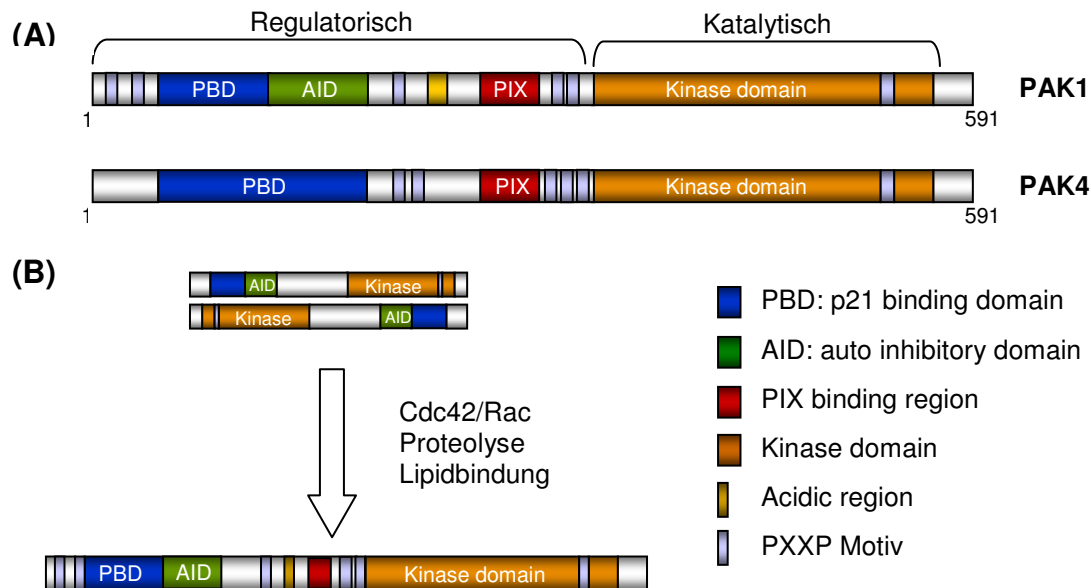 Regulatorisch
Katalytisch
(A)
PBD AID PIX Kinase domain PAK1
1 591
PBD PIX Kinase domain PAK4
1 591
(B)
AID Kinase
Kinase AID
Cdc42/Rac
Proteolyse
Lipidbindung
PBD AID Kinase domain
PBD: p21 binding domain
AID: auto inhibitory domain
PIX binding region
Kinase domain
Acidic region
PXXP Motiv